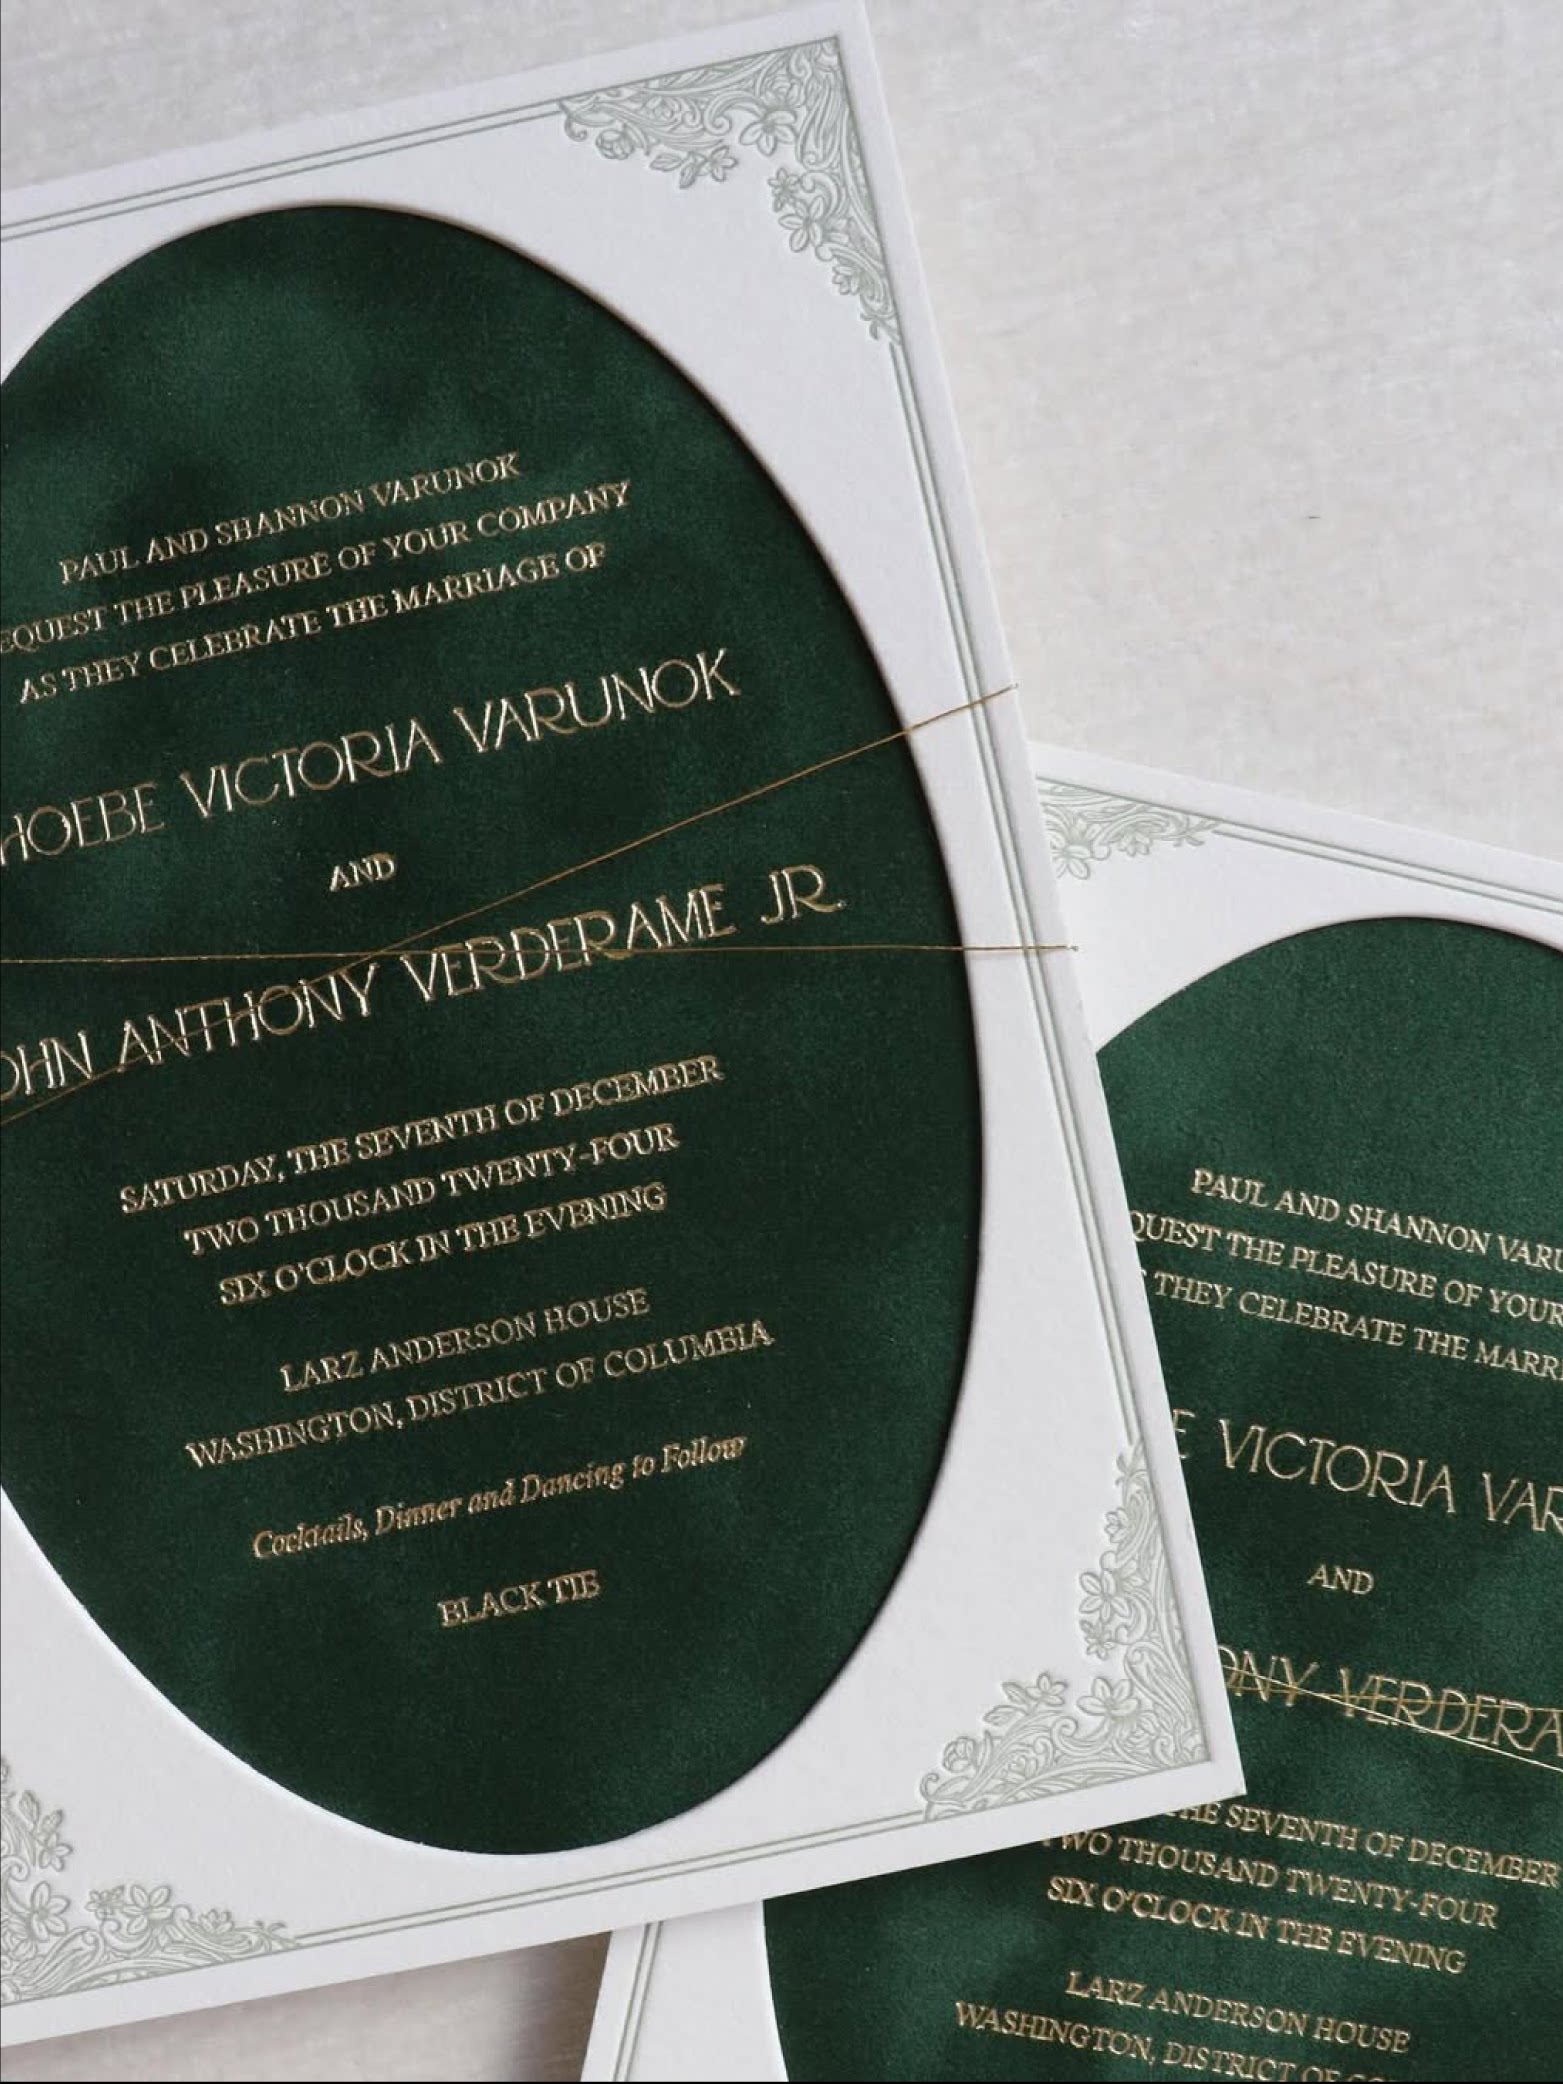 PAUL AND SHANNON VARUNOK
EQUEST THE PLEASURE OF YOUR COMPANY
AS THEY CELEBRATE THE MARRIAGE OF
HOEBE VICTORIA VARUNOK
AND
OHN ANTHONY VERDERAME JR.
SATURDAY, THE SEVENTH OF DECEMBER
TWO THOUSAND TWENTY-FOUR
SIX O'CLOCK IN THE EVENING
LARZ ANDERSON HOUSE
WASHINGTON, DISTRICT OF COLUMBIA
Cocktails, Dinner and Dancing to Follow
BLACK TIE
PAUL AND SHANNON VARU
QUEST THE PLEASURE OF YOUR
THEY CELEBRATE THE MARRI
E VICTORIA VAR
AND
ONY VERDERA
THE SEVENTH OF DECEMBER
TWO THOUSAND TWENTY-FOUR
SIX O'CLOCK IN THE EVENING
LARZ ANDERSON HOUSE
WASHINGTON, DISTRICT OF CO